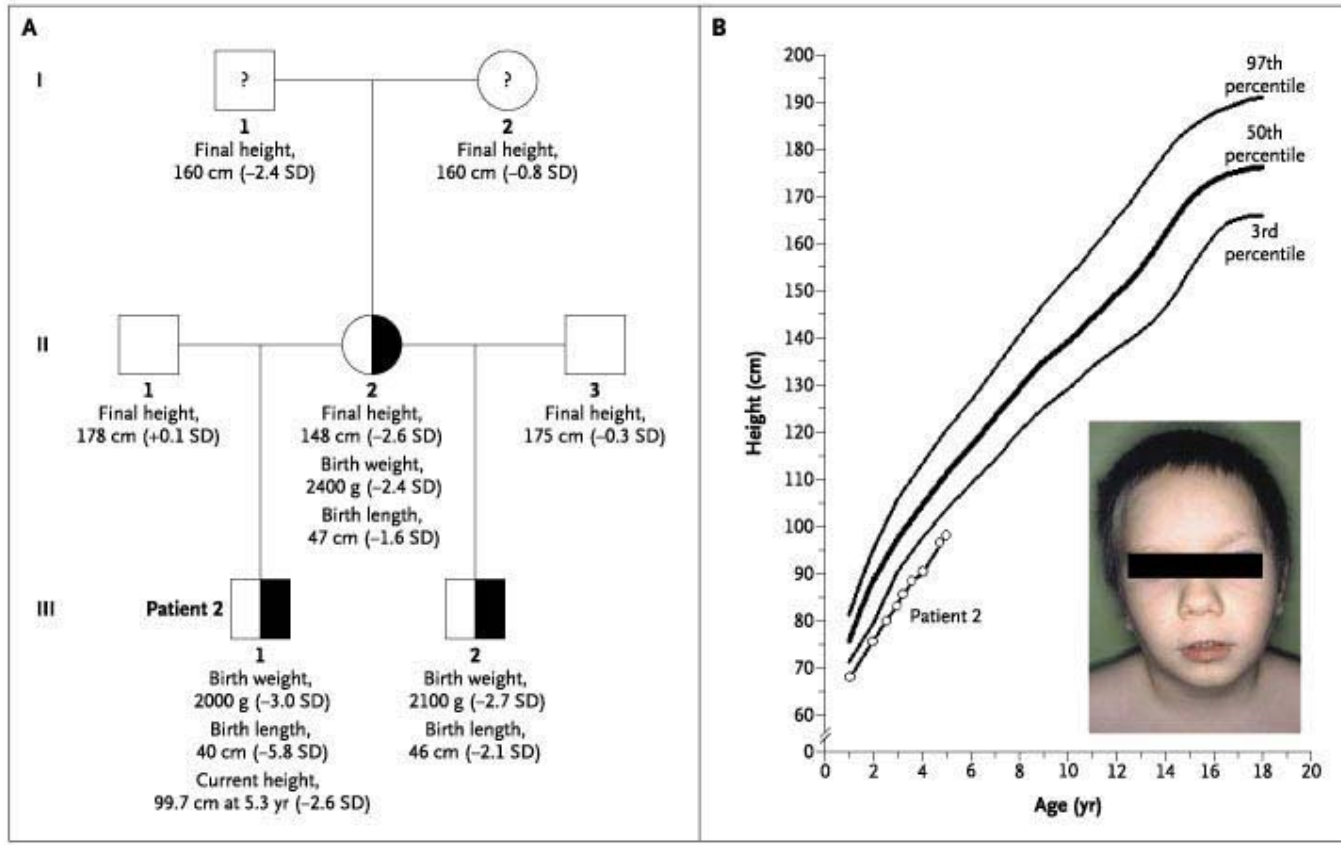 A
I
?
?
1
Final height,
160 cm (–2.4 SD)
2
Final height,
160 cm (–0.8 SD)
II
1
Final height,
178 cm (+0.1 SD)
2
Final height,
148 cm (–2.6 SD)
Birth weight,
2400 g (–2.4 SD)
Birth length,
47 cm (–1.6 SD)
3
Final height,
175 cm (–0.3 SD)
III
Patient 2
1
Birth weight,
2000 g (–3.0 SD)
Birth length,
40 cm (–5.8 SD)
Current height,
99.7 cm at 5.3 yr (–2.6 SD)
2
Birth weight,
2100 g (–2.7 SD)
Birth length,
46 cm (–2.1 SD)
B
Height (cm)
200
190
180
170
160
150
140
130
120
110
100
90
80
70
60
0
97th
percentile
50th
percentile
3rd
percentile
Patient 2
0 2 4 6 8 10 12 14 16 18 20
Age (yr)